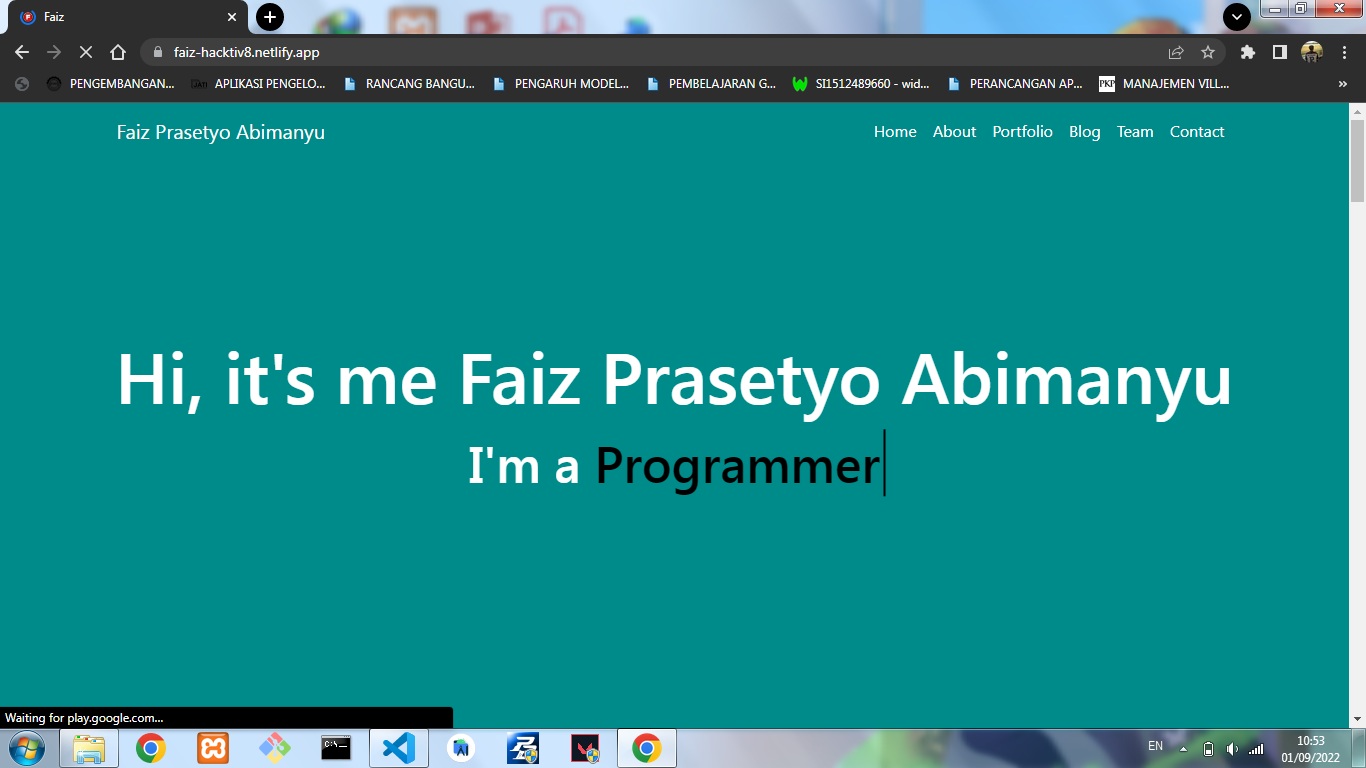 Faiz
faiz-hacktiv8.netlify.app
PENGEMBANGAN... APLIKASI PENGELO... RANCANG BANGU... PENGARUH MODEL... PEMBELAJARAN G... SI1512489660 - wid... PERANCANGAN AP... PKP MANAJEMEN VILL... »
Faiz Prasetyo Abimanyu Home About Portfolio Blog Team Contact
Hi, it's me Faiz Prasetyo Abimanyu
I'm a Programmer
Waiting for play.google.com...
EN 10:53
01/09/2022